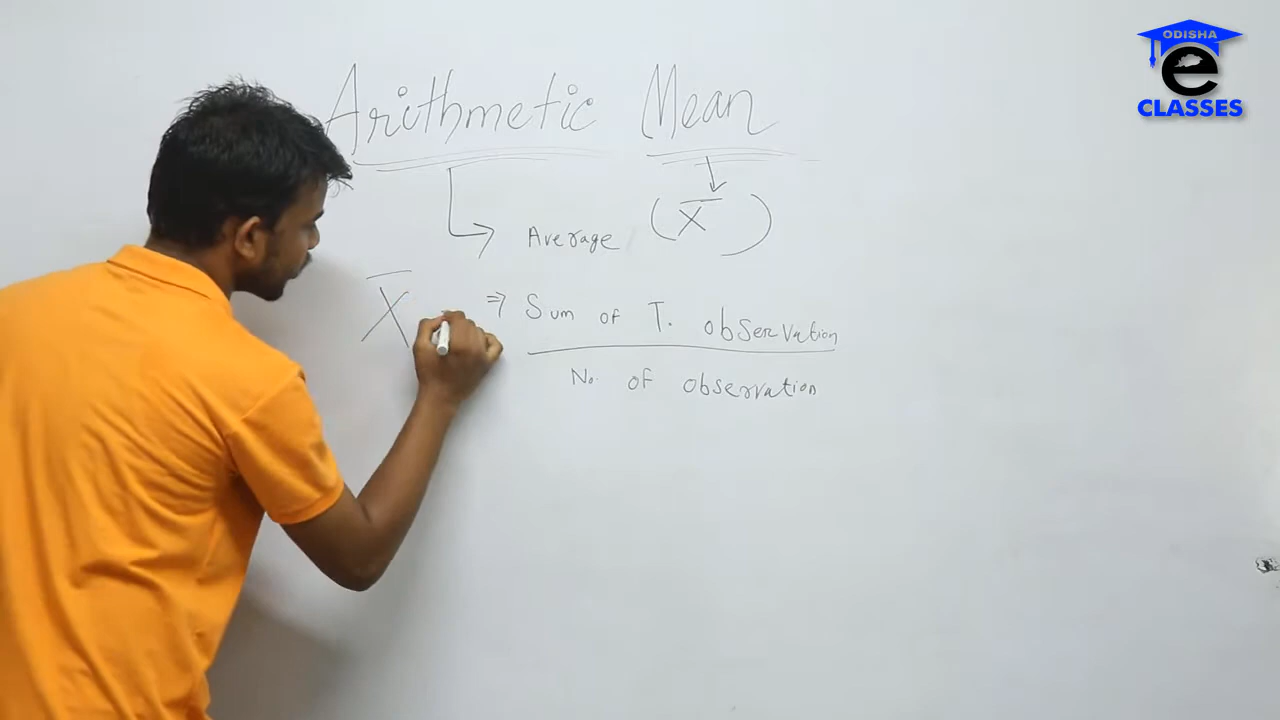 ODISHA
e
CLASSES
Arithmetic Mean
Average ( X̄ )
X̄ ⇒ Sum of T. observation
No. of observation